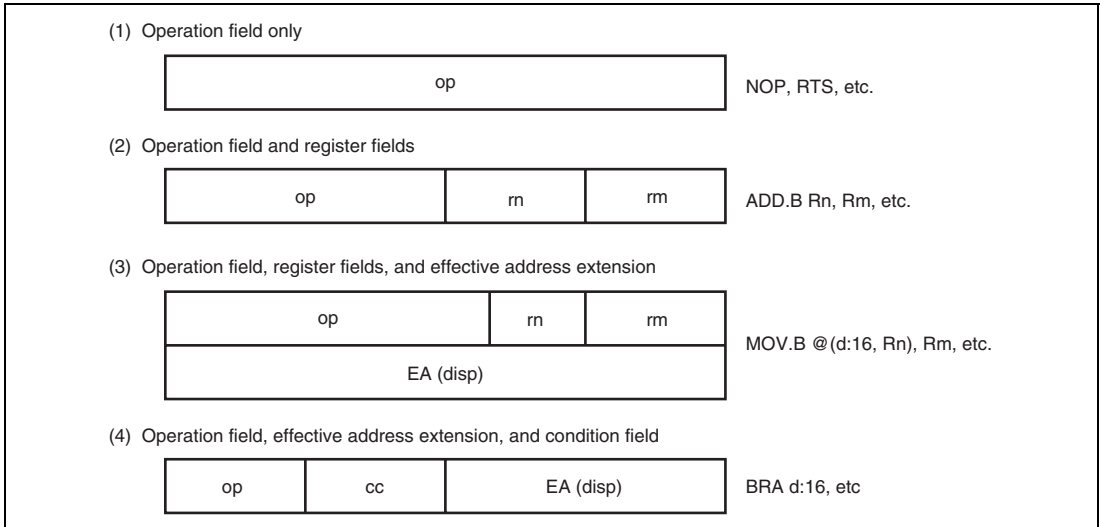 (1) Operation field only
op
NOP, RTS, etc.
(2) Operation field and register fields
op rn rm
ADD.B Rn, Rm, etc.
(3) Operation field, register fields, and effective address extension
op rn rm
MOV.B @(d:16, Rn), Rm, etc.
EA (disp)
(4) Operation field, effective address extension, and condition field
op cc EA (disp)
BRA d:16, etc